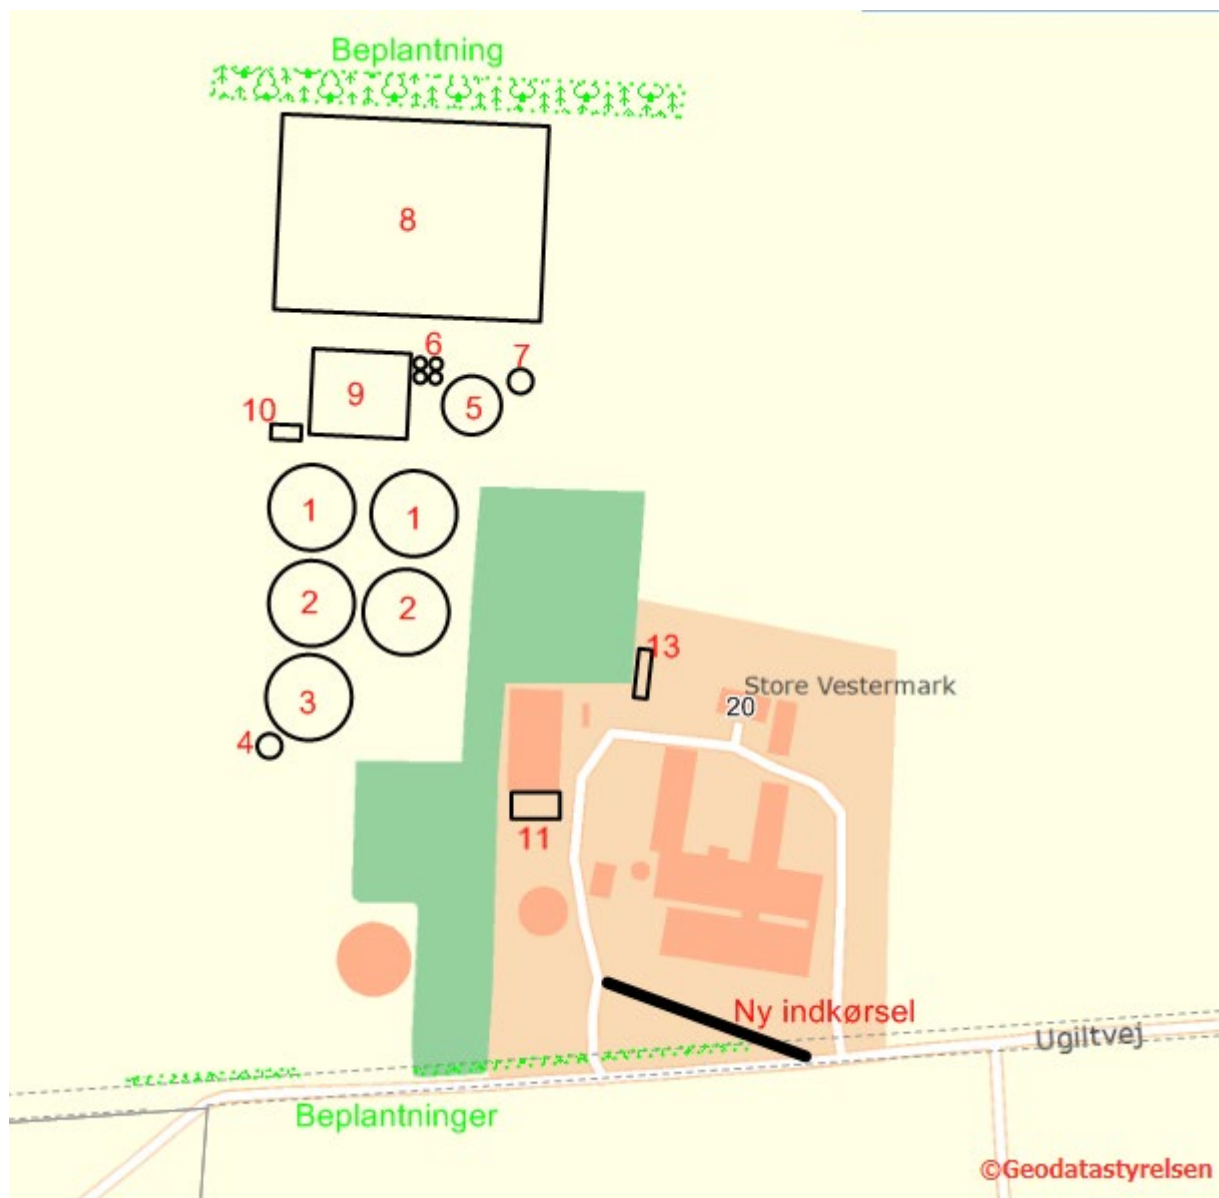 Beplantning
8
6
7
9
5
10
1
1
2
2
3
4
13
Store Vestermark
20
11
Ny indkørsel
Ugiltvej
Beplantninger
©Geodatastyrelsen